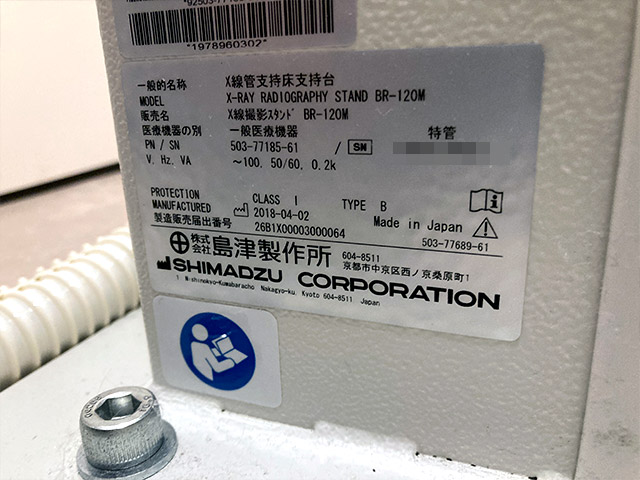 *1978960302*
一般的名称 X線管支持床支持台
MODEL X-RAY RADIOGRAPHY STAND BR-120M
販売名 X線撮影スタンド BR-120M
医療機器の別 一般医療機器 特管
PN / SN 503-77185-61 / SN
V, Hz, VA ～100, 50/60, 0.2k
PROTECTION CLASS I TYPE B
MANUFACTURED 2018-04-02 Made in Japan
製造販売届出番号 26B1X00003000064 503-77689-61
株式会社 島津製作所 604-8511
京都市中京区西ノ京桑原町1
SHIMADZU CORPORATION
1 Nishinokyo-Kuwabaracho Nakagyo-ku, Kyoto 604-8511 Japan